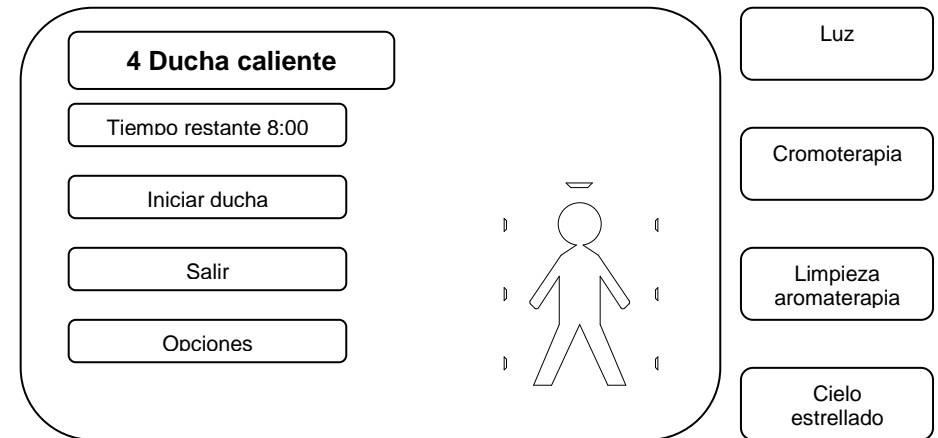 4 Ducha caliente
Tiempo restante 8:00
Iniciar ducha
Salir
Opciones
Luz
Cromoterapia
Limpieza
aromaterapia
Cielo
estrellado